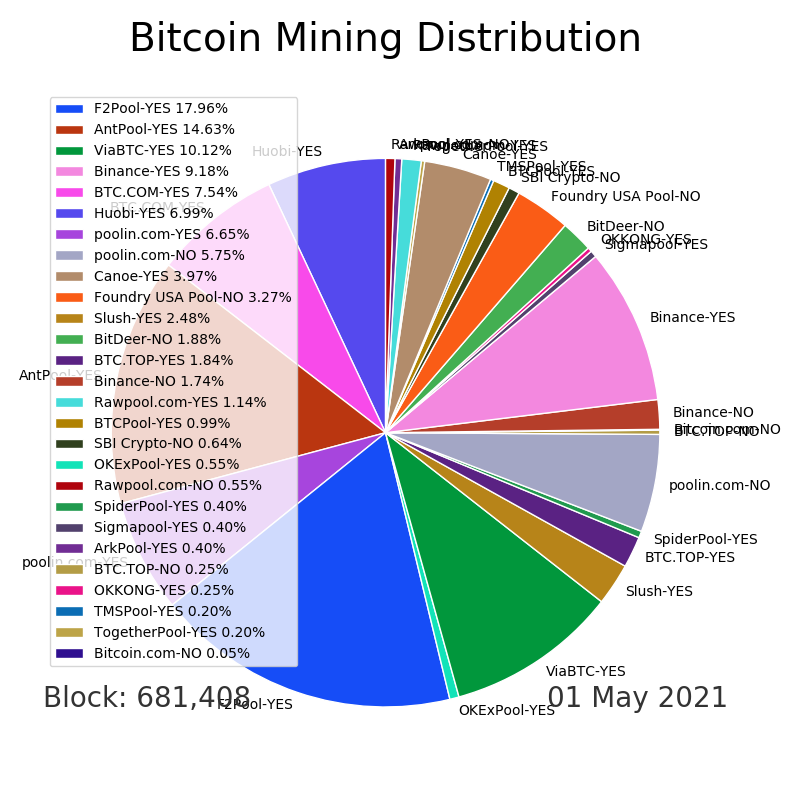 Bitcoin Mining Distribution
F2Pool-YES 17.96%
AntPool-YES 14.63%
ViaBTC-YES 10.12%
Binance-YES 9.18%
BTC.COM-YES 7.54%
Huobi-YES 6.99%
poolin.com-YES 6.65%
poolin.com-NO 5.75%
Canoe-YES 3.97%
Foundry USA Pool-NO 3.27%
Slush-YES 2.48%
BitDeer-NO 1.88%
BTC.TOP-YES 1.84%
Binance-NO 1.74%
Rawpool.com-YES 1.14%
BTCPool-YES 0.99%
SBI Crypto-NO 0.64%
OKExPool-YES 0.55%
Rawpool.com-NO 0.55%
SpiderPool-YES 0.40%
Sigmapool-YES 0.40%
ArkPool-YES 0.40%
BTC.TOP-NO 0.25%
OKKONG-YES 0.25%
TMSPool-YES 0.20%
TogetherPool-YES 0.20%
Bitcoin.com-NO 0.05%
Huobi-YES
BTC.COM-YES
AntPool-YES
poolin.com-YES
F2Pool-YES
OKExPool-YES
ViaBTC-YES
Slush-YES
BTC.TOP-YES
SpiderPool-YES
poolin.com-NO
BTC.TOP-NO
Bitcoin.com-NO
Binance-NO
Binance-YES
Sigmapool-YES
OKKONG-YES
BitDeer-NO
Foundry USA Pool-NO
SBI Crypto-NO
BTCPool-YES
TMSPool-YES
Canoe-YES
Block: 681,408
01 May 2021